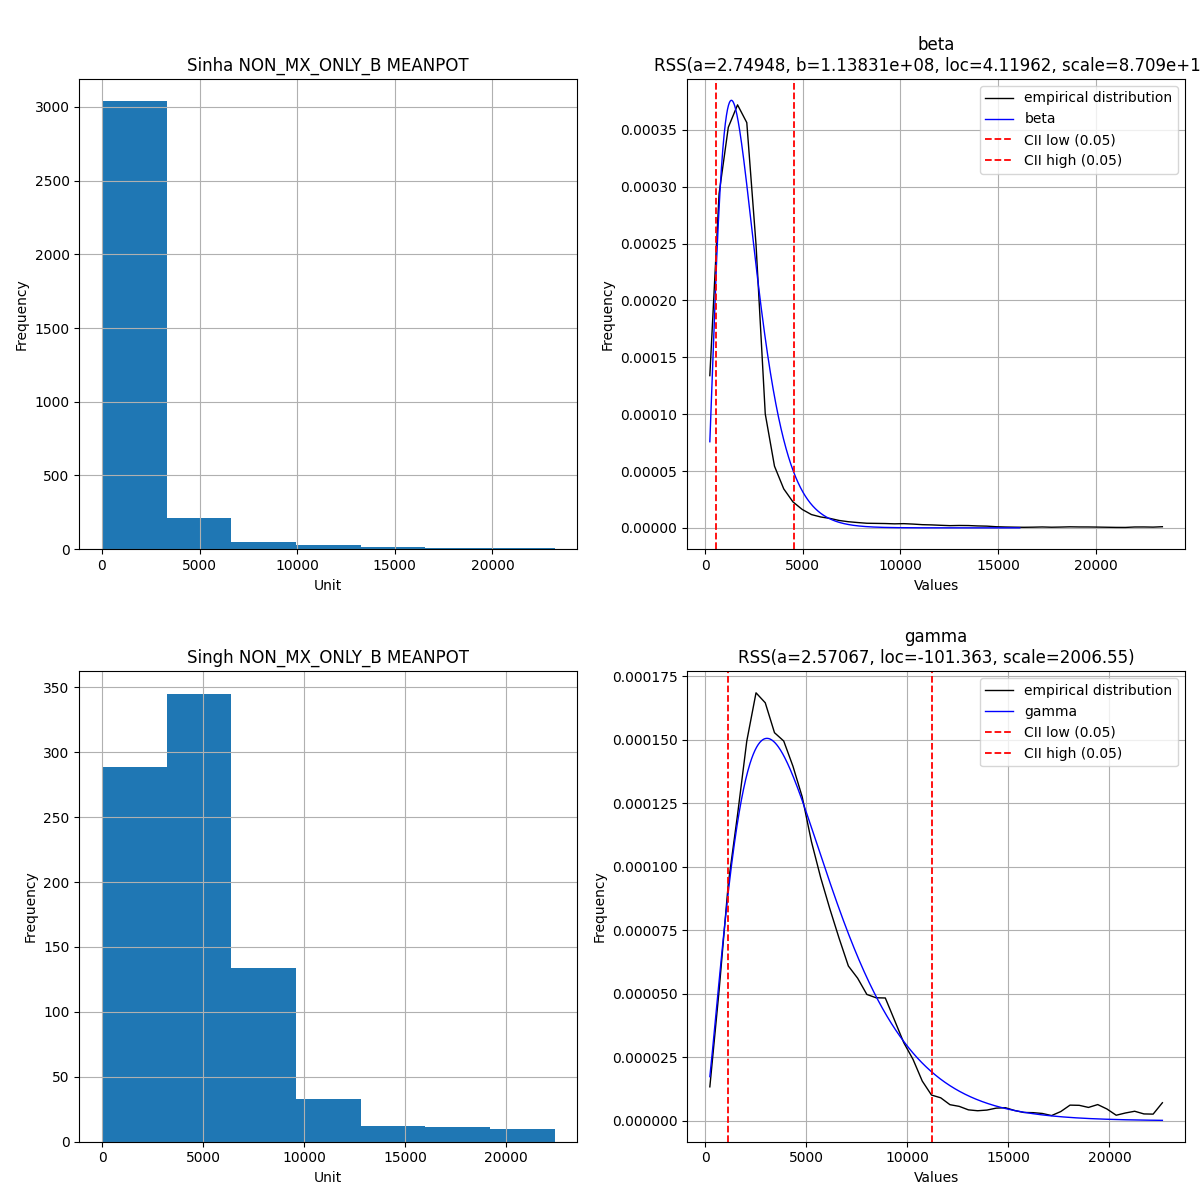 Sinha NON_MX_ONLY_B MEANPOT
Frequency
3000
2500
2000
1500
1000
500
0
0 5000 10000 15000 20000
Unit
beta
RSS(a=2.74948, b=1.13831e+08, loc=4.11962, scale=8.709e+1
empirical distribution
beta
CII low (0.05)
CII high (0.05)
Frequency
0.00035
0.00030
0.00025
0.00020
0.00015
0.00010
0.00005
0.00000
0 5000 10000 15000 20000
Values
Singh NON_MX_ONLY_B MEANPOT
Frequency
350
300
250
200
150
100
50
0
0 5000 10000 15000 20000
Unit
gamma
RSS(a=2.57067, loc=-101.363, scale=2006.55)
empirical distribution
gamma
CII low (0.05)
CII high (0.05)
Frequency
0.000175
0.000150
0.000125
0.000100
0.000075
0.000050
0.000025
0.000000
0 5000 10000 15000 20000
Values